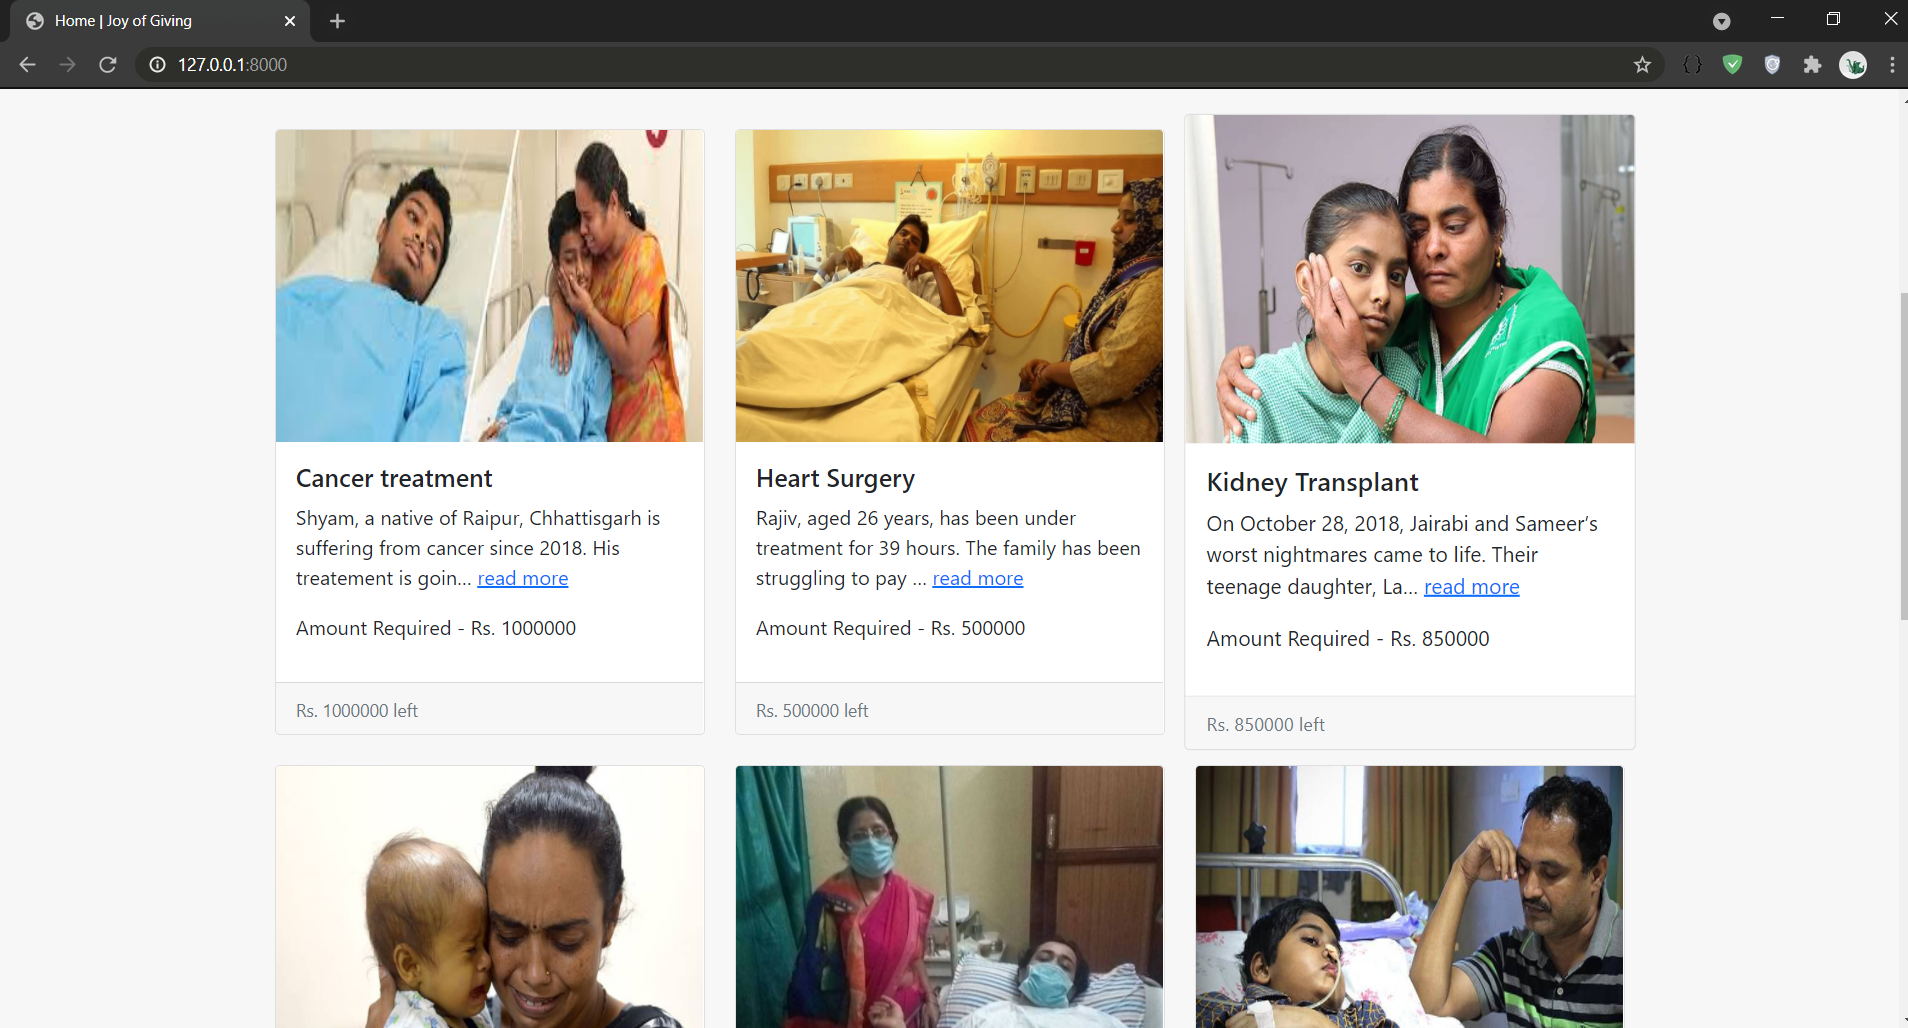 Home | Joy of Giving
127.0.0.1:8000
Cancer treatment
Shyam, a native of Raipur, Chhattisgarh is
suffering from cancer since 2018. His
treatement is goin... read more
Amount Required - Rs. 1000000
Rs. 1000000 left
Heart Surgery
Rajiv, aged 26 years, has been under
treatment for 39 hours. The family has been
struggling to pay ... read more
Amount Required - Rs. 500000
Rs. 500000 left
Kidney Transplant
On October 28, 2018, Jairabi and Sameer’s
worst nightmares came to life. Their
teenage daughter, La... read more
Amount Required - Rs. 850000
Rs. 850000 left